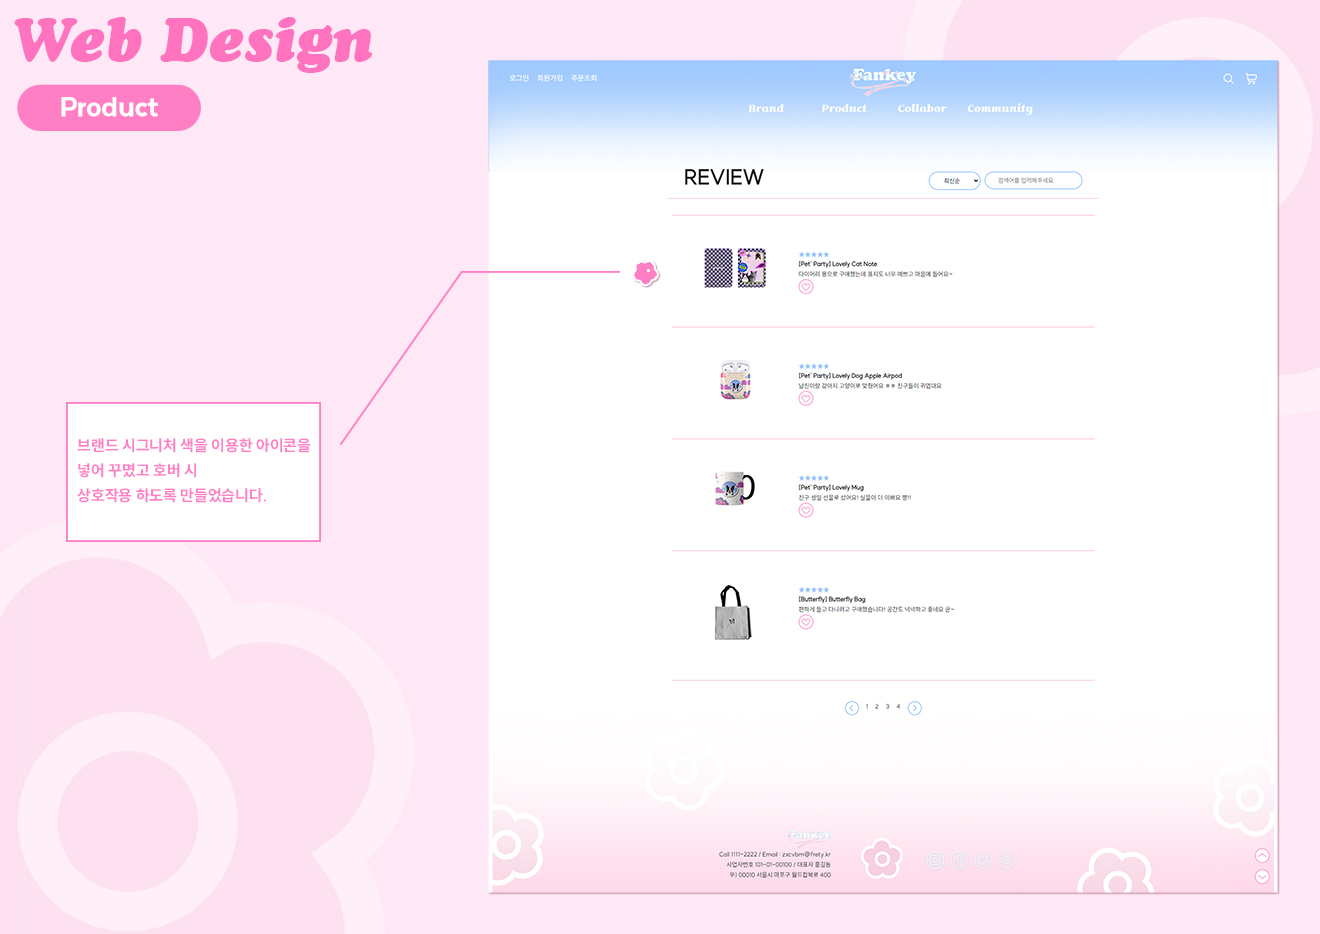 Web Design
Product
로그인 회원가입 주문조회
Fankey
Brand Product Collabor Community
REVIEW
최신순
검색어를 입력해주세요
★★★★★
[Pet' Party] Lovely Cat Note
다이어리 용으로 구매했는데 표지도 너무 예쁘고 마음에 들어요~
★★★★★
[Pet' Party] Lovely Dog Apple Airpod
남친이랑 강아지 고양이로 맞췄어요 ㅎㅎ 친구들이 귀엽대요
★★★★★
[Pet' Party] Lovely Mug
친구 생일 선물로 샀어요! 실물이 더 이뻐요 짱!!
★★★★★
[Butterfly] Butterfly Bag
편하게 들고 다니려고 구매했습니다! 공간도 넉넉하고 좋네요 굳~
1 2 3 4
브랜드 시그니처 색을 이용한 아이콘을
넣어 꾸몄고 호버 시
상호작용 하도록 만들었습니다.
Fankey
Call 1111-2222 / Email : zxcvbm@frety.kr
사업자번호 101-01-00100 / 대표자 홍길동
우) 00010 서울시 마포구 월드컵북로 400